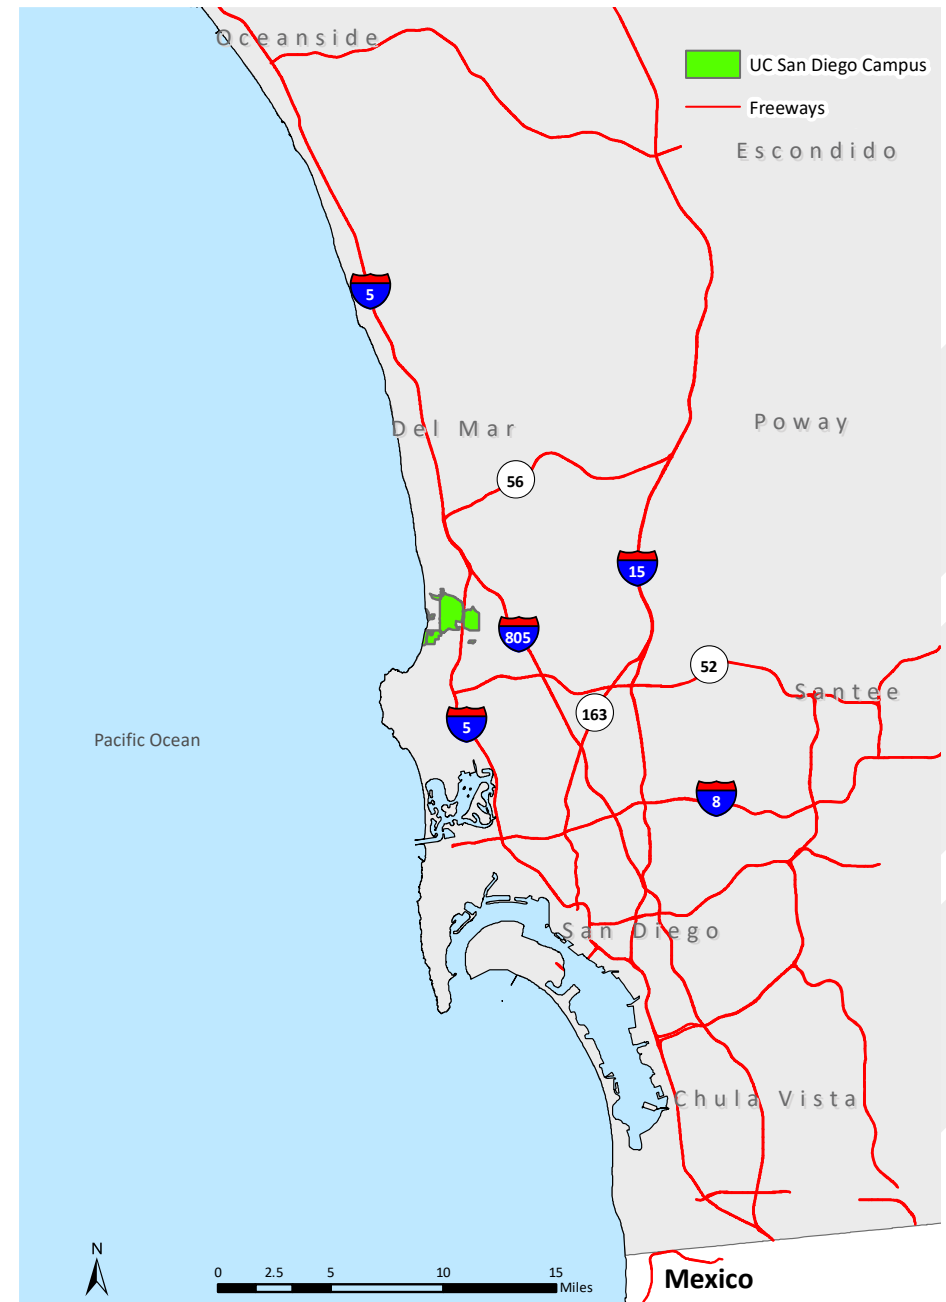 Oceanside
UC San Diego Campus
Freeways
Escondido
5
Del Mar
Poway
56
15
805
52
Santee
163
5
Pacific Ocean
8
San Diego
Chula Vista
N
0 2.5 5 10 15
Miles
Mexico